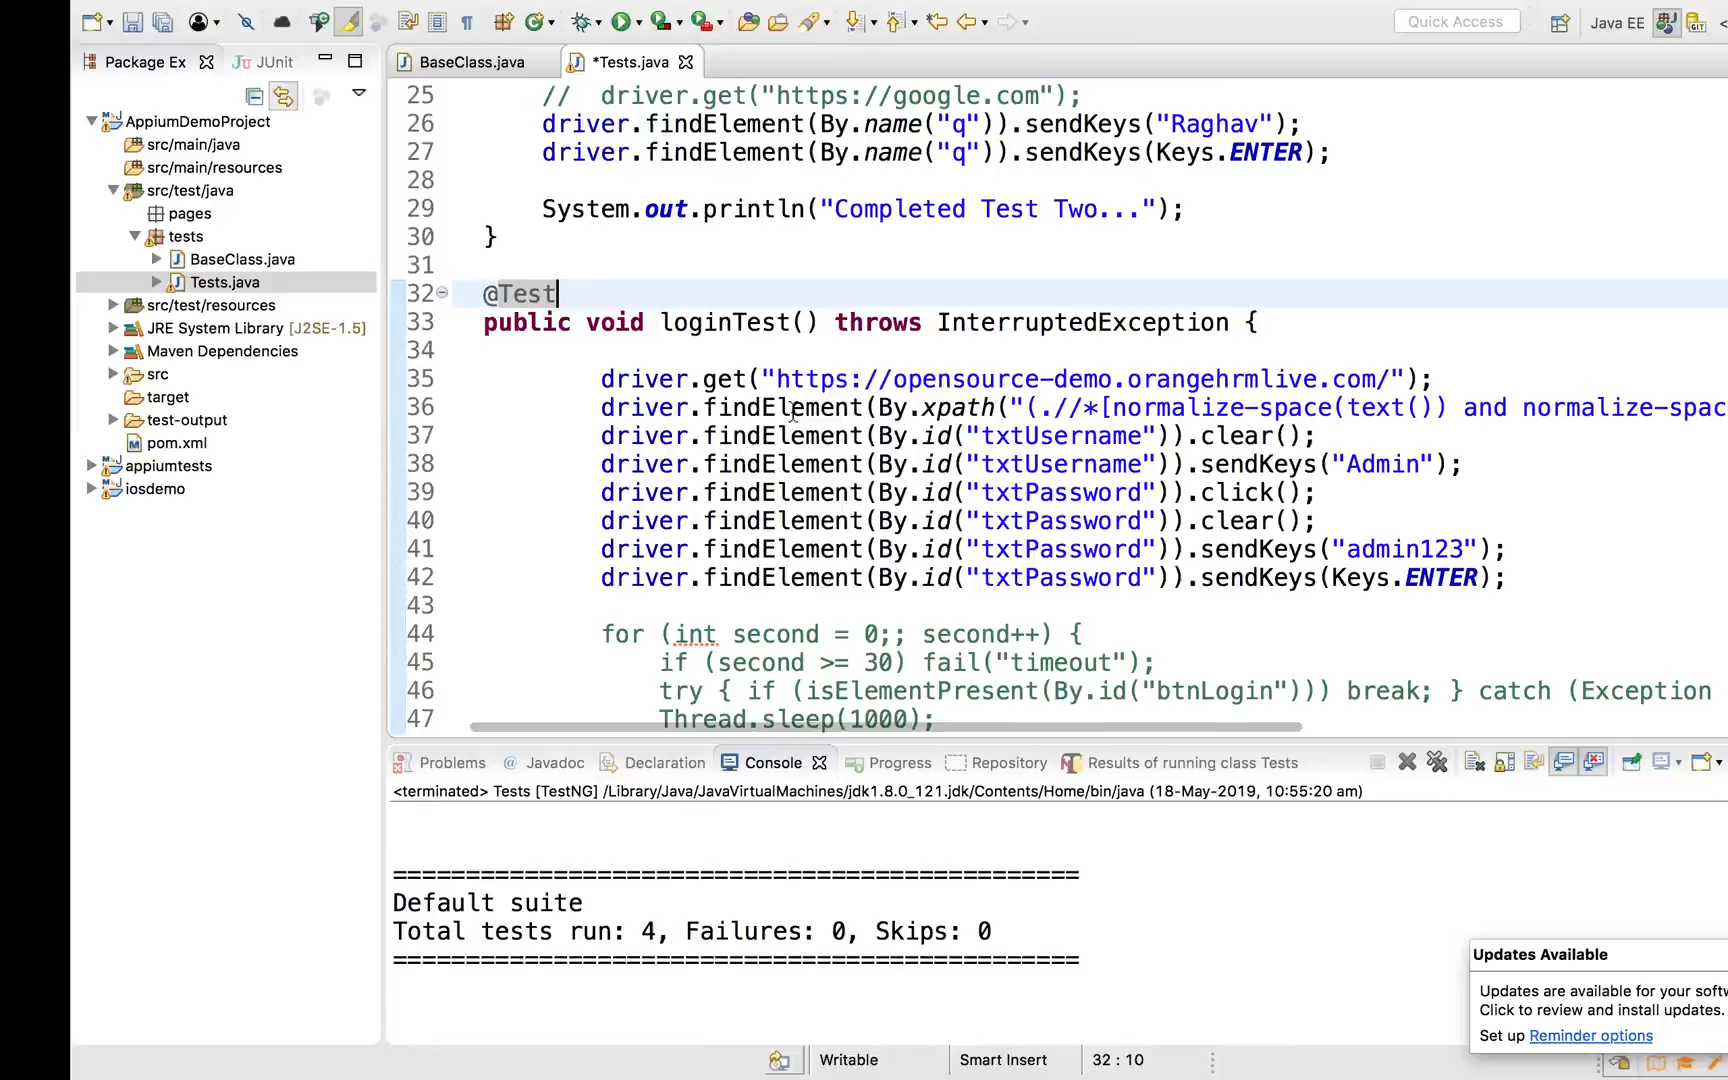 Quick Access
Java EE
Package Ex
JUnit
BaseClass.java
*Tests.java
AppiumDemoProject
src/main/java
src/main/resources
src/test/java
pages
tests
BaseClass.java
Tests.java
src/test/resources
JRE System Library [J2SE-1.5]
Maven Dependencies
src
target
test-output
pom.xml
appiumtests
iosdemo
25 // driver.get("https://google.com");
26 driver.findElement(By.name("q")).sendKeys("Raghav");
27 driver.findElement(By.name("q")).sendKeys(Keys.ENTER);
28
29 System.out.println("Completed Test Two...");
30 }
31
32 @Test
33 public void loginTest() throws InterruptedException {
34
35 driver.get("https://opensource-demo.orangehrmlive.com/");
36 driver.findElement(By.xpath("(.//*[normalize-space(text()) and normalize-spac
37 driver.findElement(By.id("txtUsername")).clear();
38 driver.findElement(By.id("txtUsername")).sendKeys("Admin");
39 driver.findElement(By.id("txtPassword")).click();
40 driver.findElement(By.id("txtPassword")).clear();
41 driver.findElement(By.id("txtPassword")).sendKeys("admin123");
42 driver.findElement(By.id("txtPassword")).sendKeys(Keys.ENTER);
43
44 for (int second = 0;; second++) {
45 if (second >= 30) fail("timeout");
46 try { if (isElementPresent(By.id("btnLogin"))) break; } catch (Exception
47 Thread.sleep(1000);
Problems @ Javadoc Declaration Console Progress Repository Results of running class Tests
<terminated> Tests [TestNG] /Library/Java/JavaVirtualMachines/jdk1.8.0_121.jdk/Contents/Home/bin/java (18-May-2019, 10:55:20 am)
===============================================
Default suite
Total tests run: 4, Failures: 0, Skips: 0
===============================================
Updates Available
Updates are available for your softw
Click to review and install updates.
Set up Reminder options
Writable
Smart Insert
32 : 10